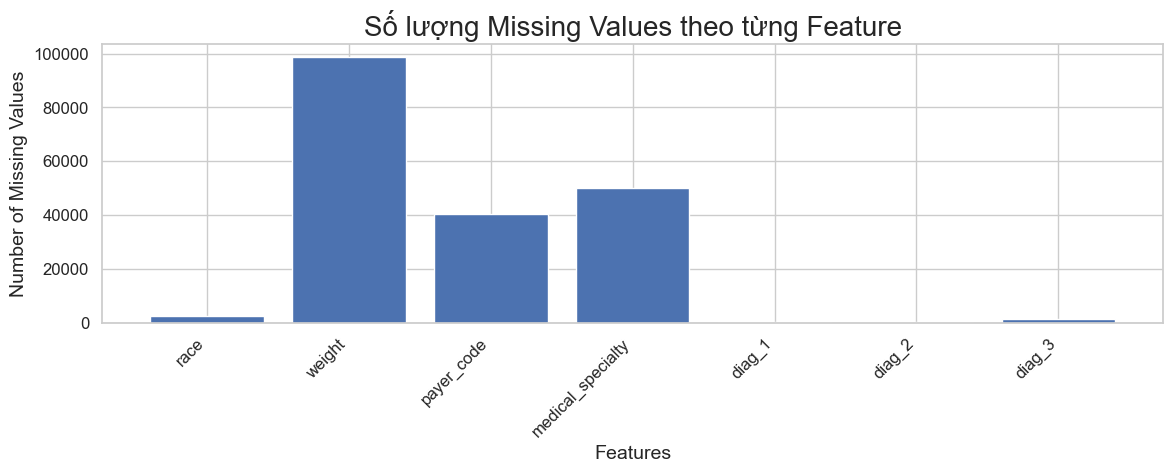 Số lượng Missing Values theo từng Feature
Number of Missing Values
100000
80000
60000
40000
20000
0
race
weight
payer_code
medical_specialty
diag_1
diag_2
diag_3
Features